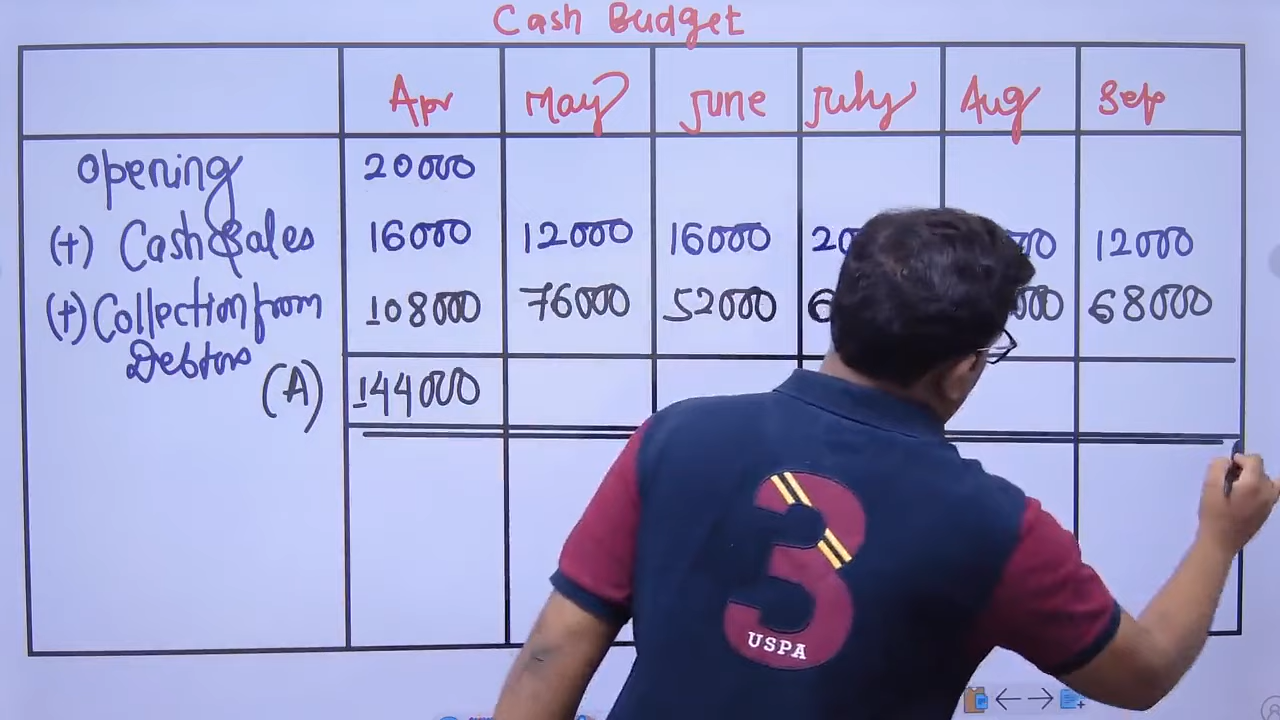 Cash Budget
Apr May June July Aug Sep
Opening 20000
(+) Cash Sales 16000 12000 16000 12000
(+) Collection from 108000 76000 52000 68000
Debtors
(A) 144000
3
USPA